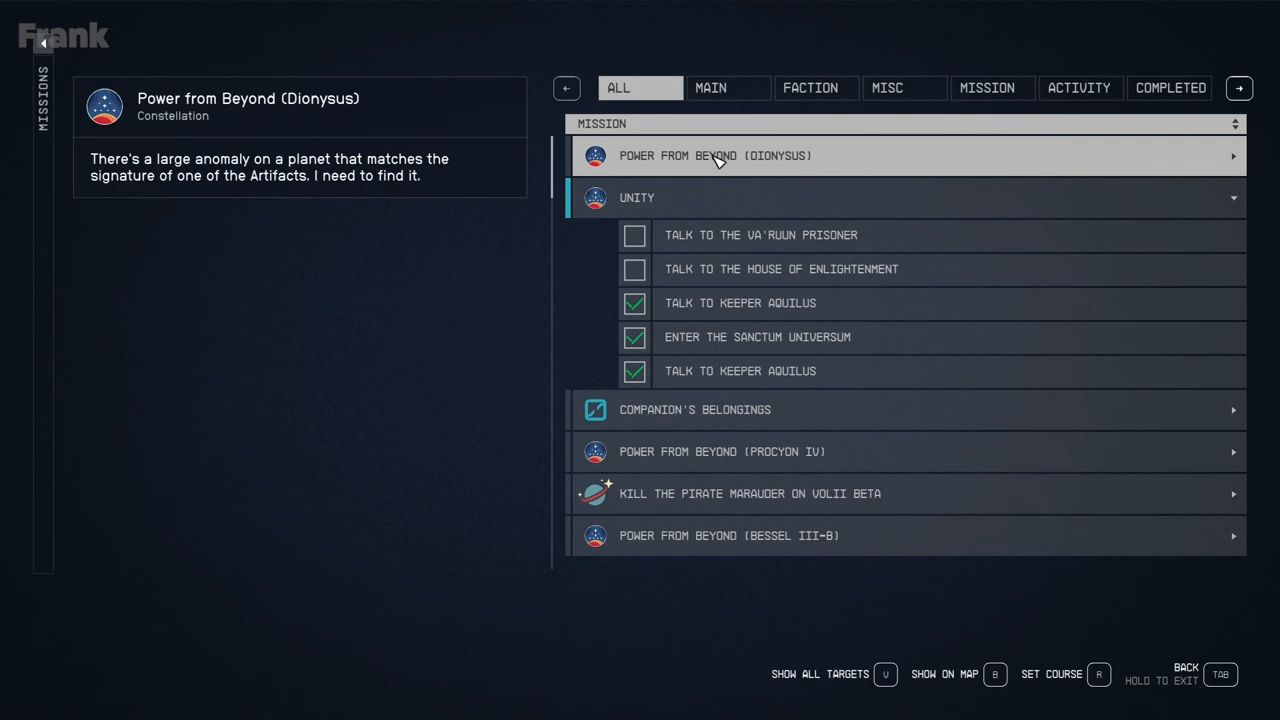 Frank
MISSIONS
Power from Beyond (Dionysus)
Constellation
There's a large anomaly on a planet that matches the
signature of one of the Artifacts. I need to find it.
ALL
MAIN
FACTION
MISC
MISSION
ACTIVITY
COMPLETED
MISSION
POWER FROM BEYOND (DIONYSUS)
UNITY
TALK TO THE VA'RUUN PRISONER
TALK TO THE HOUSE OF ENLIGHTENMENT
TALK TO KEEPER AQUILUS
ENTER THE SANCTUM UNIVERSUM
TALK TO KEEPER AQUILUS
COMPANION'S BELONGINGS
POWER FROM BEYOND (PROCYON IV)
KILL THE PIRATE MARAUDER ON VOLII BETA
POWER FROM BEYOND (BESSEL III-B)
SHOW ALL TARGETS V
SHOW ON MAP B
SET COURSE R
BACK
HOLD TO EXIT
TAB